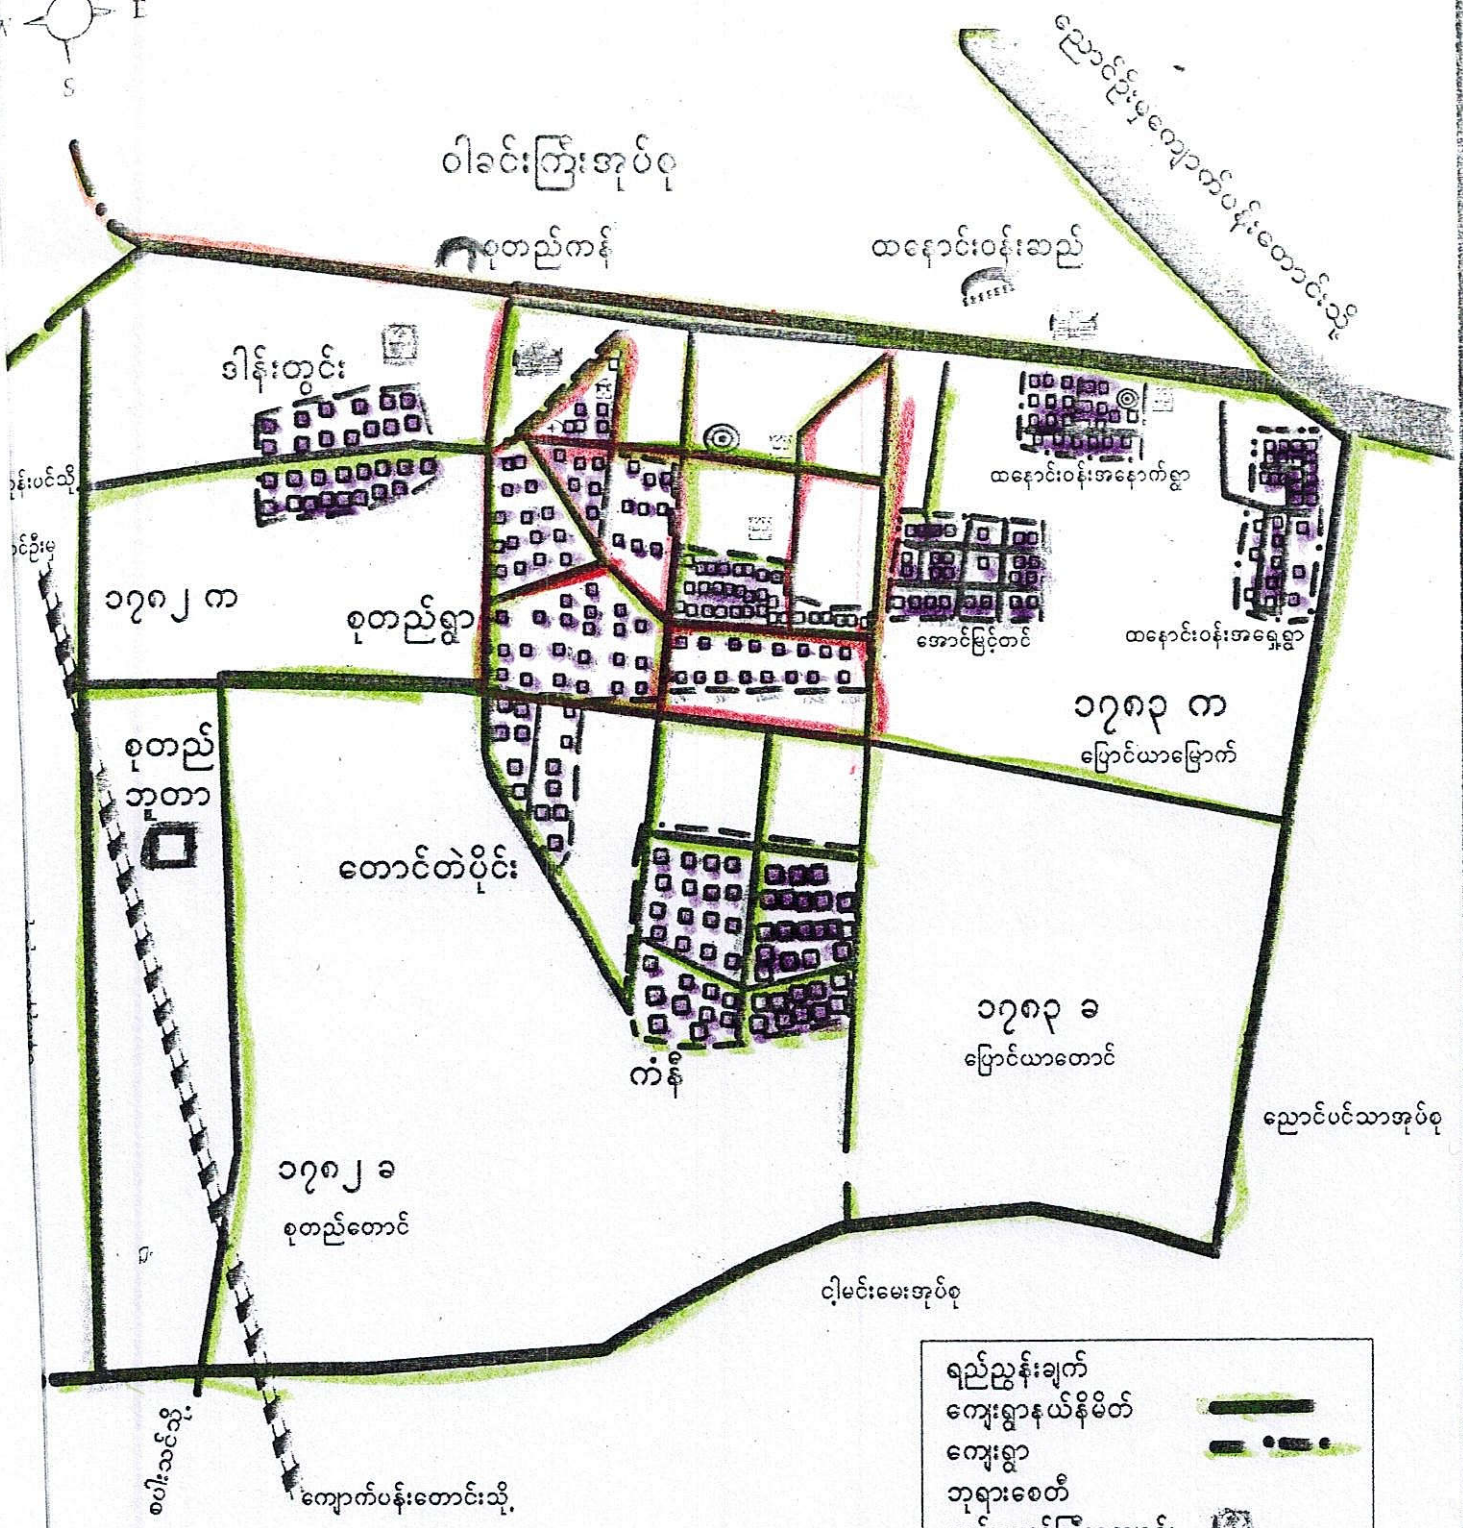 E
S
ဝါခင်းကြီးအုပ်စု
စုတည်ကန်
ထနောင်းဝန်းဆည်
ညောင်ဦးမှကျောက်ပန်းတောင်းသို့
ဒါန်းတွင်း
ထနောင်းဝန်းအနောက်ရွာ
၁၇၈၂ က
စုတည်ရွာ
အောင်မြင့်တင်
ထနောင်းဝန်းအရှေ့ရွာ
၁၇၈၃ က
ပြောင်ယာမြောက်
စုတည်
ဘူတာ
တောင်တဲပိုင်း
၁၇၈၃ ခ
ပြောင်ယာတောင်
ကံနီ
ညောင်ပင်သာအုပ်စု
၁၇၈၂ ခ
စုတည်တောင်
ငါ့မင်းမေးအုပ်စု
ကျောက်ပန်းတောင်းသို့
ရည်ညွှန်းချက်
ကျေးရွာနယ်နိမိတ်
ကျေးရွာ
ဘုရားစေတီ